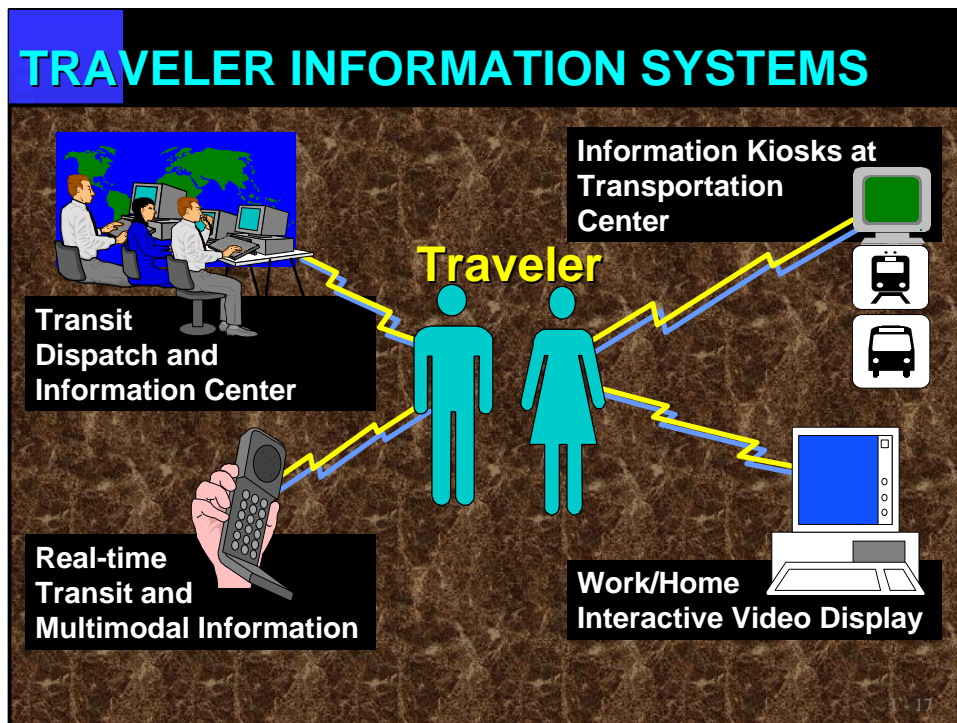 TRAVELER INFORMATION SYSTEMS
Information Kiosks at
Transportation
Center
Traveler
Transit
Dispatch and
Information Center
Real-time
Transit and
Multimodal Information
Work/Home
Interactive Video Display
1 - 17